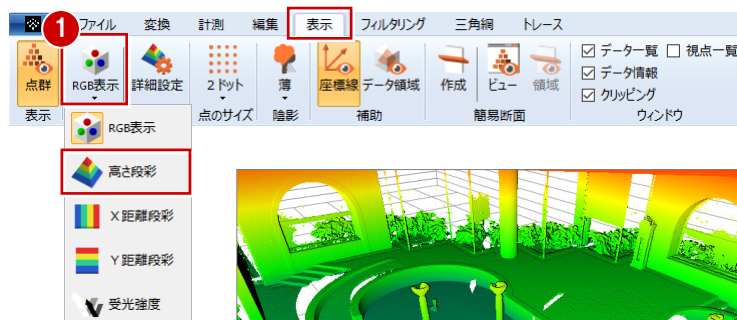 1
ファイル 変換 計測 編集 表示 フィルタリング 三角網 トレース
点群 RGB表示 詳細設定 2ドット 薄 座標線 データ領域 作成 ビュー 領域
☑ データ一覧 ☐ 視点一覧
☑ データ情報
☑ クリッピング
表示 点のサイズ 陰影 補助 簡易断面 ウィンドウ
RGB表示
高さ段彩
X距離段彩
Y距離段彩
受光強度